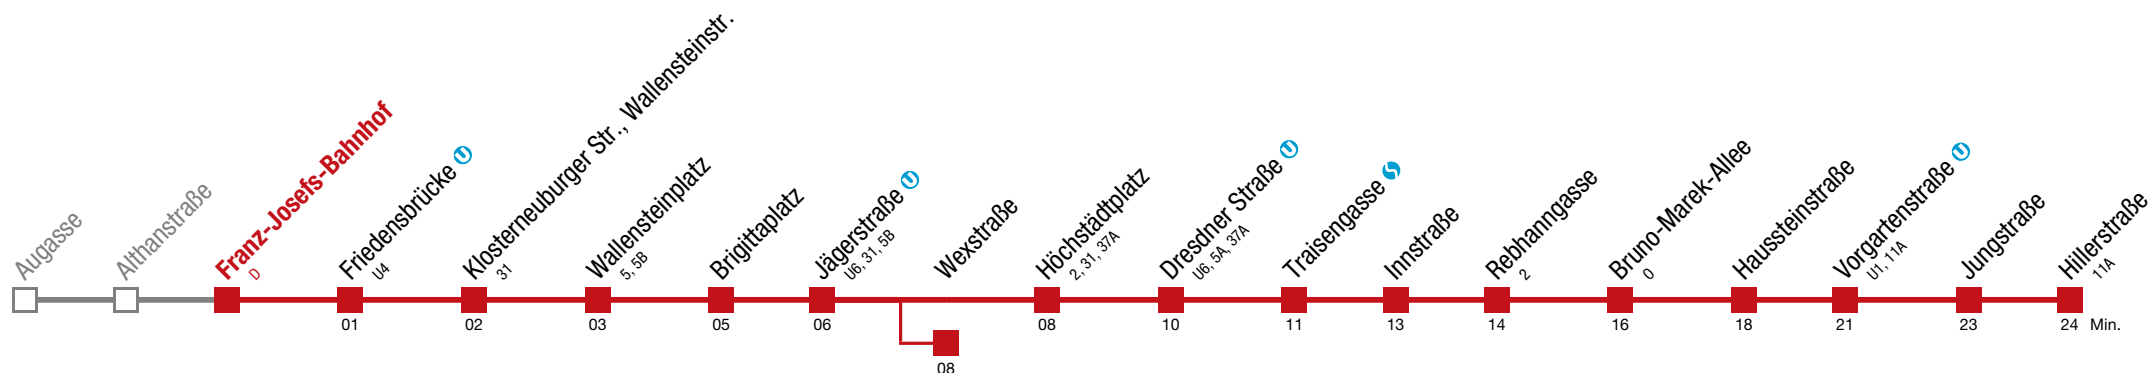 Augasse
Althanstraße
Franz-Josefs-Bahnhof
D
Friedensbrücke
U4
01
Klosterneuburger Str., Wallensteinstr.
31
02
Wallensteinplatz
5, 5B
03
Brigittaplatz
05
Jägerstraße
U6, 31, 5B
06
Wexstraße
08
Höchstädtplatz
2, 31, 37A
08
Dresdner Straße
U6, 5A, 37A
10
Traisengasse
11
Innstraße
13
Rebhanngasse
2
14
Bruno-Marek-Allee
O
16
Haussteinstraße
18
Vorgartenstraße
U1, 11A
21
Jungstraße
23
Hillerstraße
11A
24 Min.